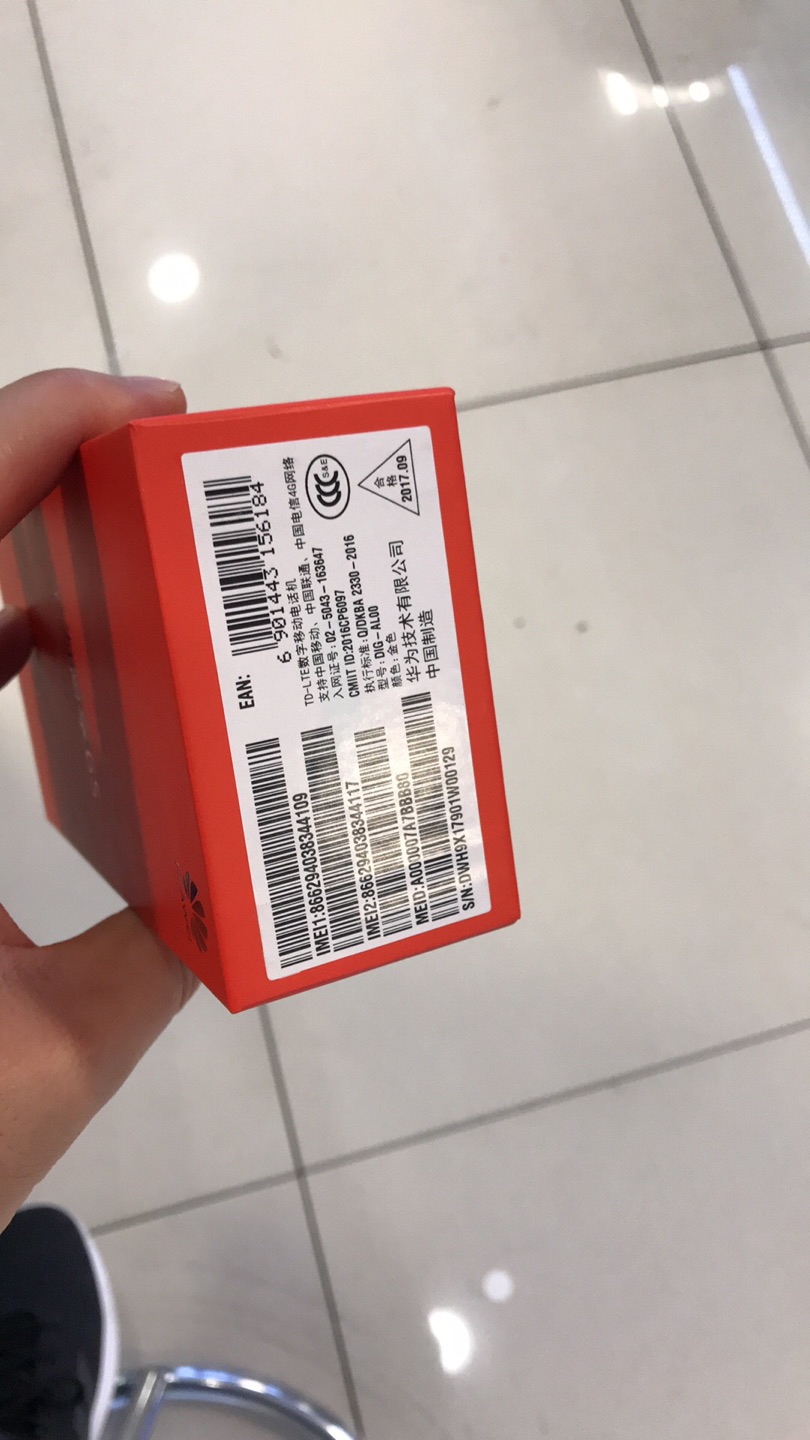 EAN:
6 901443 156184
TD-LTE数字移动电话机
支持中国移动、中国联通、中国电信4G网络
入网证号: 02-5043-163647
CMIIT ID:2016CP6097
执行标准: Q/DKBA 2330-2016
型号: DIG-AL00
颜色: 金色
华为技术有限公司
中国制造
S&E
合格
2017.09
IMEI1:866294038344109
IMEI2:866294038344117
MEID:A000007A7BBB80
S/N:DWH9X17901W00129